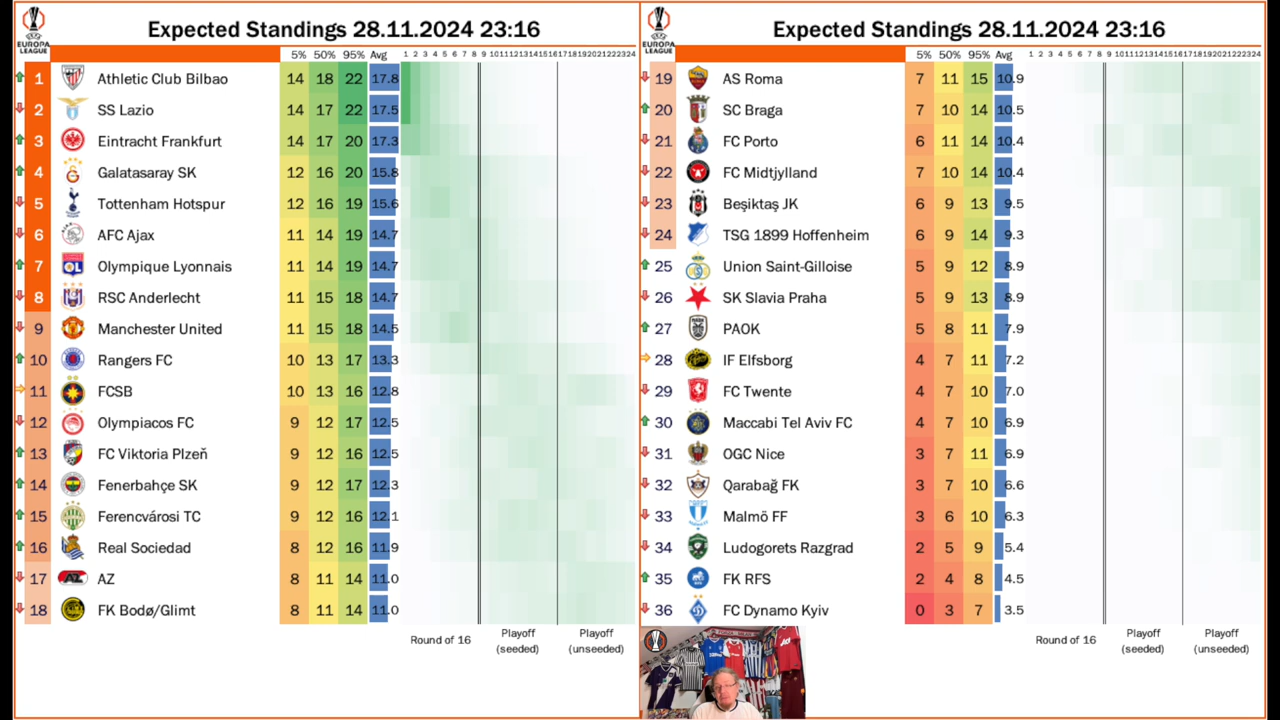 Expected Standings 28.11.2024 23:16
EUROPA
LEAGUE
5% 50% 95% Avg 1 2 3 4 5 6 7 8 9 10 11 12 13 14 15 16 17 18 19 20 21 22 23 24
1 Athletic Club Bilbao 14 18 22 17.8
2 SS Lazio 14 17 22 17.5
3 Eintracht Frankfurt 14 17 20 17.3
4 Galatasaray SK 12 16 20 15.8
5 Tottenham Hotspur 12 16 19 15.6
6 AFC Ajax 11 14 19 14.7
7 Olympique Lyonnais 11 14 19 14.7
8 RSC Anderlecht 11 15 18 14.7
9 Manchester United 11 15 18 14.5
10 Rangers FC 10 13 17 13.3
11 FCSB 10 13 16 12.8
12 Olympiacos FC 9 12 17 12.5
13 FC Viktoria Plzeň 9 12 16 12.5
14 Fenerbahçe SK 9 12 17 12.3
15 Ferencvárosi TC 9 12 16 12.1
16 Real Sociedad 8 12 16 11.9
17 AZ 8 11 14 11.0
18 FK Bodø/Glimt 8 11 14 11.0
Round of 16 Playoff Playoff
(seeded) (unseeded)
Expected Standings 28.11.2024 23:16
EUROPA
LEAGUE
5% 50% 95% Avg 1 2 3 4 5 6 7 8 9 10 11 12 13 14 15 16 17 18 19 20 21 22 23 24
19 AS Roma 7 11 15 10.9
20 SC Braga 7 10 14 10.5
21 FC Porto 6 11 14 10.4
22 FC Midtjylland 7 10 14 10.4
23 Beşiktaş JK 6 9 13 9.5
24 TSG 1899 Hoffenheim 6 9 14 9.3
25 Union Saint-Gilloise 5 9 12 8.9
26 SK Slavia Praha 5 9 13 8.9
27 PAOK 5 8 11 7.9
28 IF Elfsborg 4 7 11 7.2
29 FC Twente 4 7 10 7.0
30 Maccabi Tel Aviv FC 4 7 10 6.9
31 OGC Nice 3 7 11 6.9
32 Qarabağ FK 3 7 10 6.6
33 Malmö FF 3 6 10 6.3
34 Ludogorets Razgrad 2 5 9 5.4
35 FK RFS 2 4 8 4.5
36 FC Dynamo Kyiv 0 3 7 3.5
Round of 16 Playoff Playoff
(seeded) (unseeded)